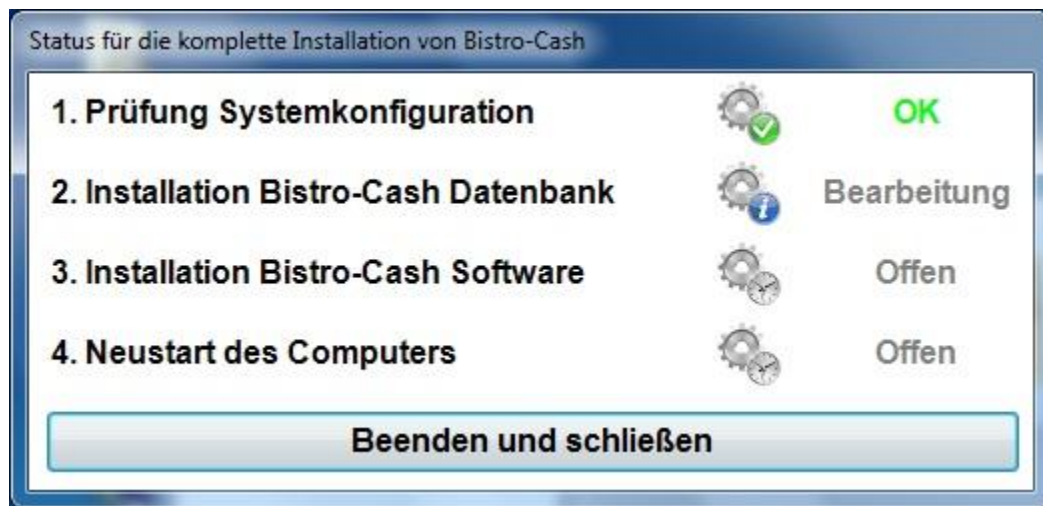 Status für die komplette Installation von Bistro-Cash
1. Prüfung Systemkonfiguration OK
2. Installation Bistro-Cash Datenbank Bearbeitung
3. Installation Bistro-Cash Software Offen
4. Neustart des Computers Offen
Beenden und schließen